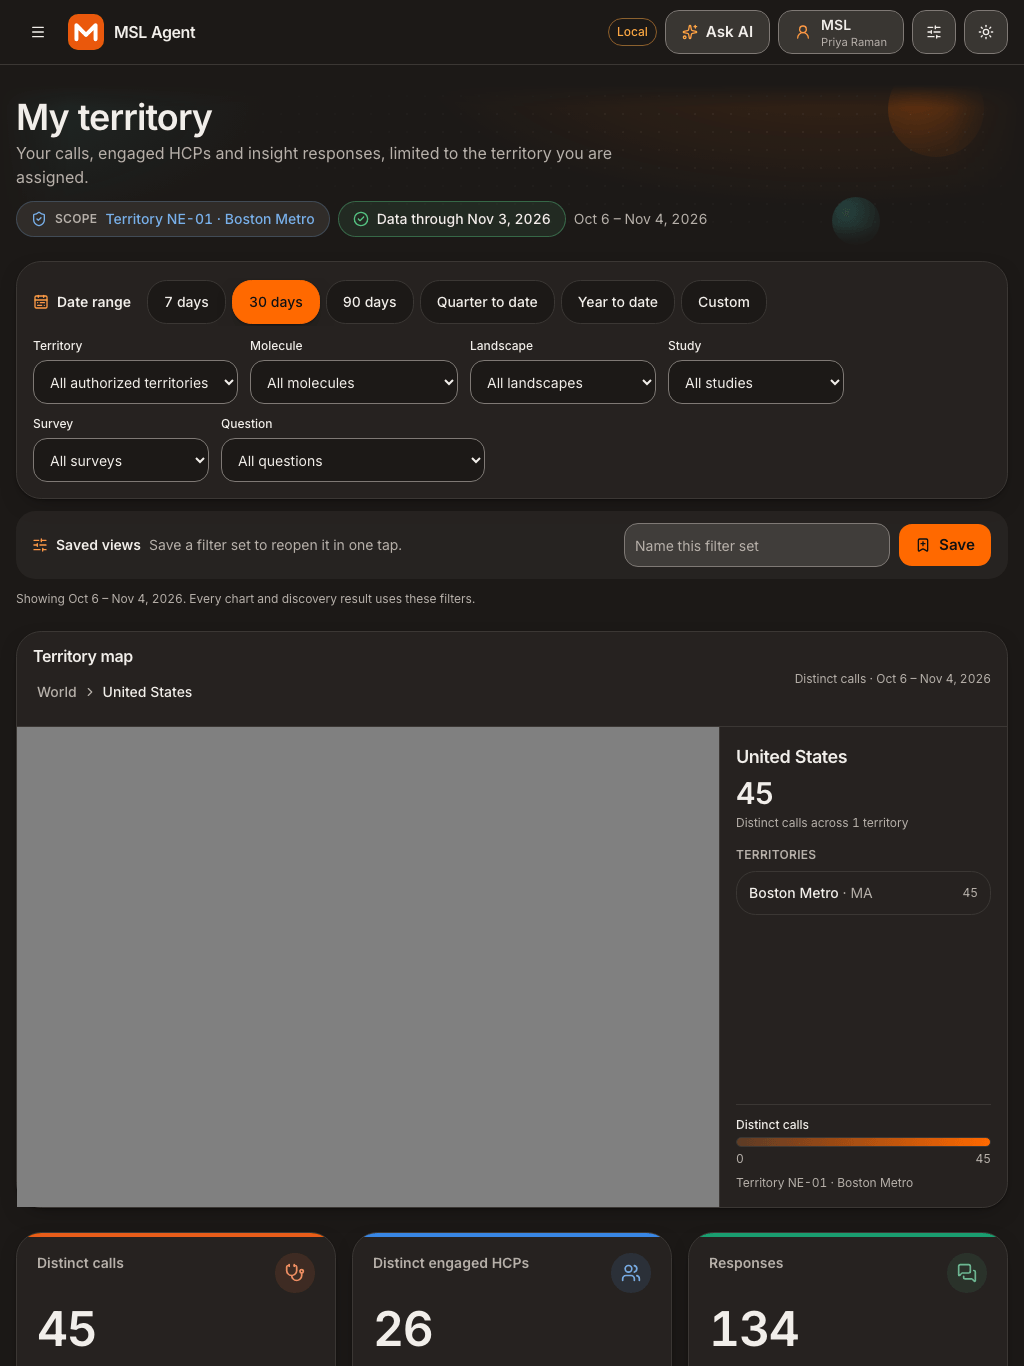 MSL Agent
Local
Ask AI
MSL
Priya Raman
My territory
Your calls, engaged HCPs and insight responses, limited to the territory you are
assigned.
SCOPE Territory NE-01 · Boston Metro
Data through Nov 3, 2026
Oct 6 – Nov 4, 2026
Date range
7 days
30 days
90 days
Quarter to date
Year to date
Custom
Territory
Molecule
Landscape
Study
All authorized territories
All molecules
All landscapes
All studies
Survey
Question
All surveys
All questions
Saved views Save a filter set to reopen it in one tap.
Name this filter set
Save
Showing Oct 6 – Nov 4, 2026. Every chart and discovery result uses these filters.
Territory map
World > United States
Distinct calls · Oct 6 – Nov 4, 2026
United States
45
Distinct calls across 1 territory
TERRITORIES
Boston Metro · MA 45
Distinct calls
0 45
Territory NE-01 · Boston Metro
Distinct calls
45
Distinct engaged HCPs
26
Responses
134